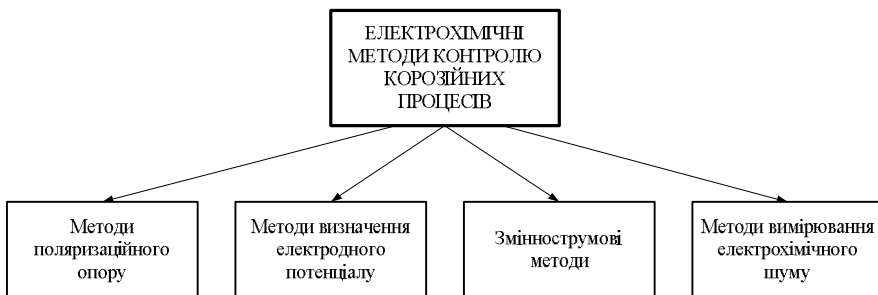 ЕЛЕКТРОХІМІЧНІ
МЕТОДИ КОНТРОЛЮ
КОРОЗІЙНИХ
ПРОЦЕСІВ
Методи
поляризаційного
опору
Методи визначення
електродного
потенціалу
Зміннострумові
методи
Методи вимірювання
електрохімічного
шуму